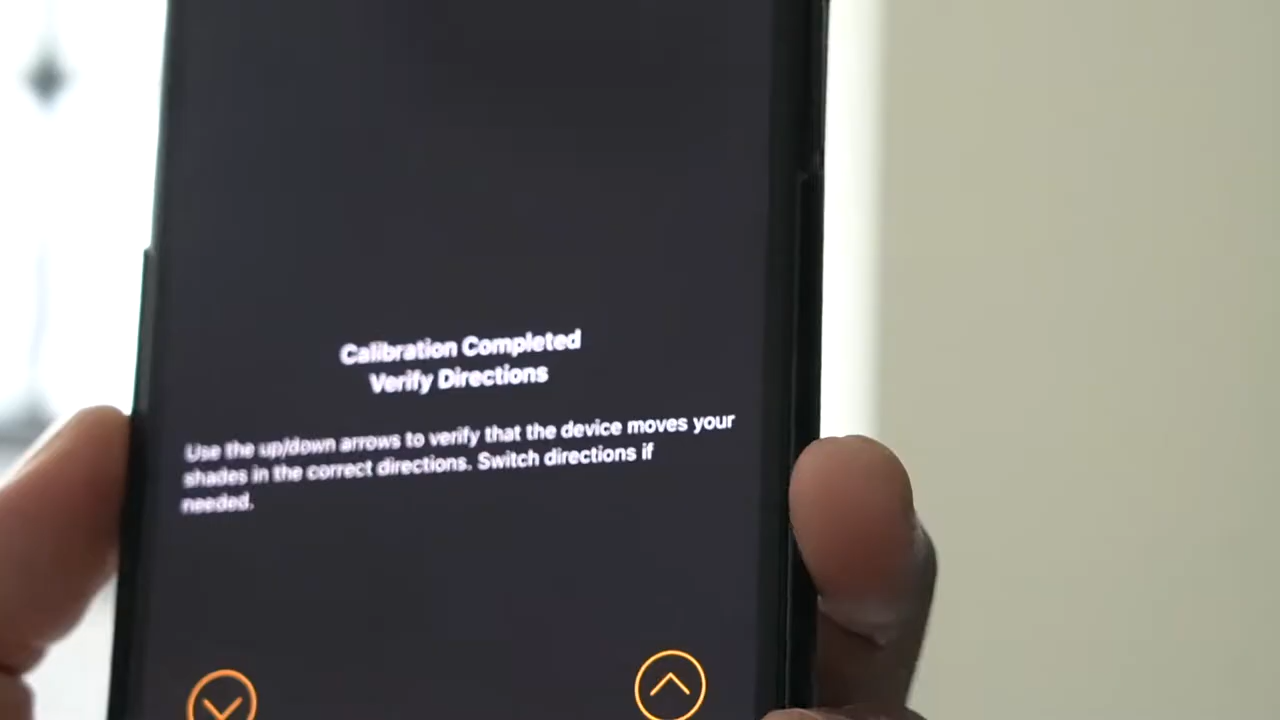 Calibration Completed
Verify Directions
Use the up/down arrows to verify that the device moves your
shades in the correct directions. Switch directions if
needed.